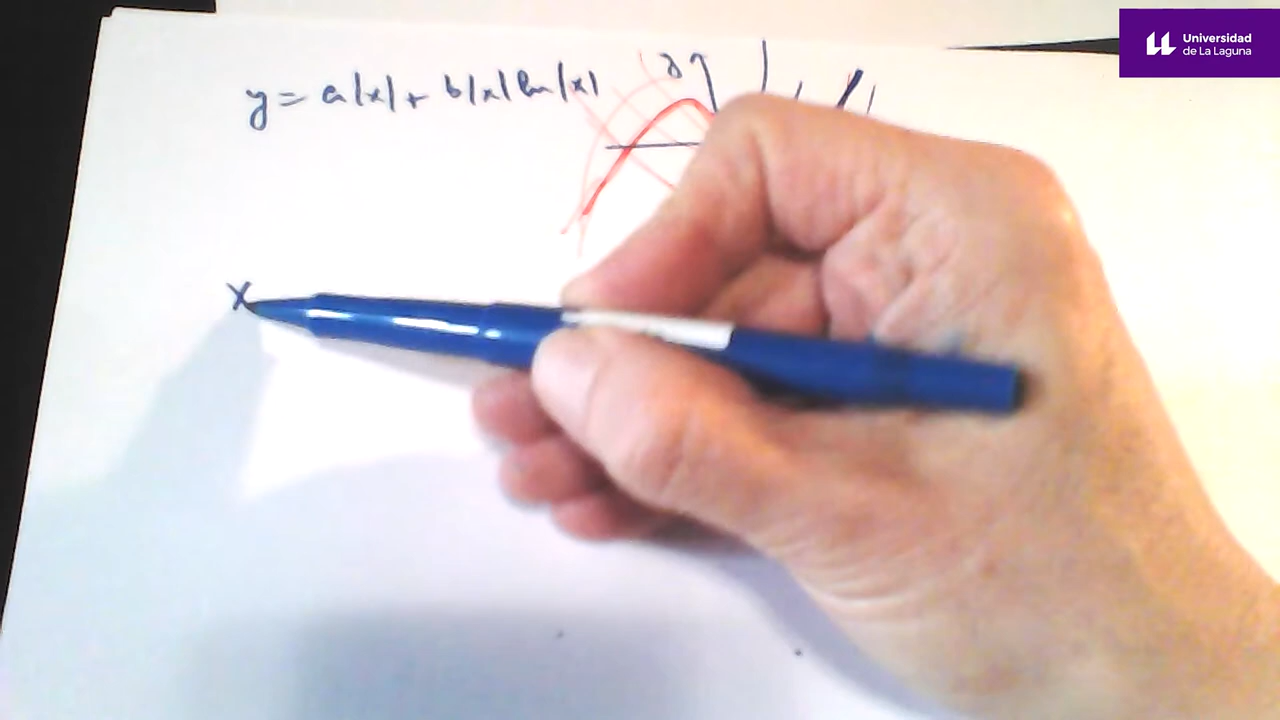 y = a|x| + b|x| ln|x|
x
Universidad
de La Laguna